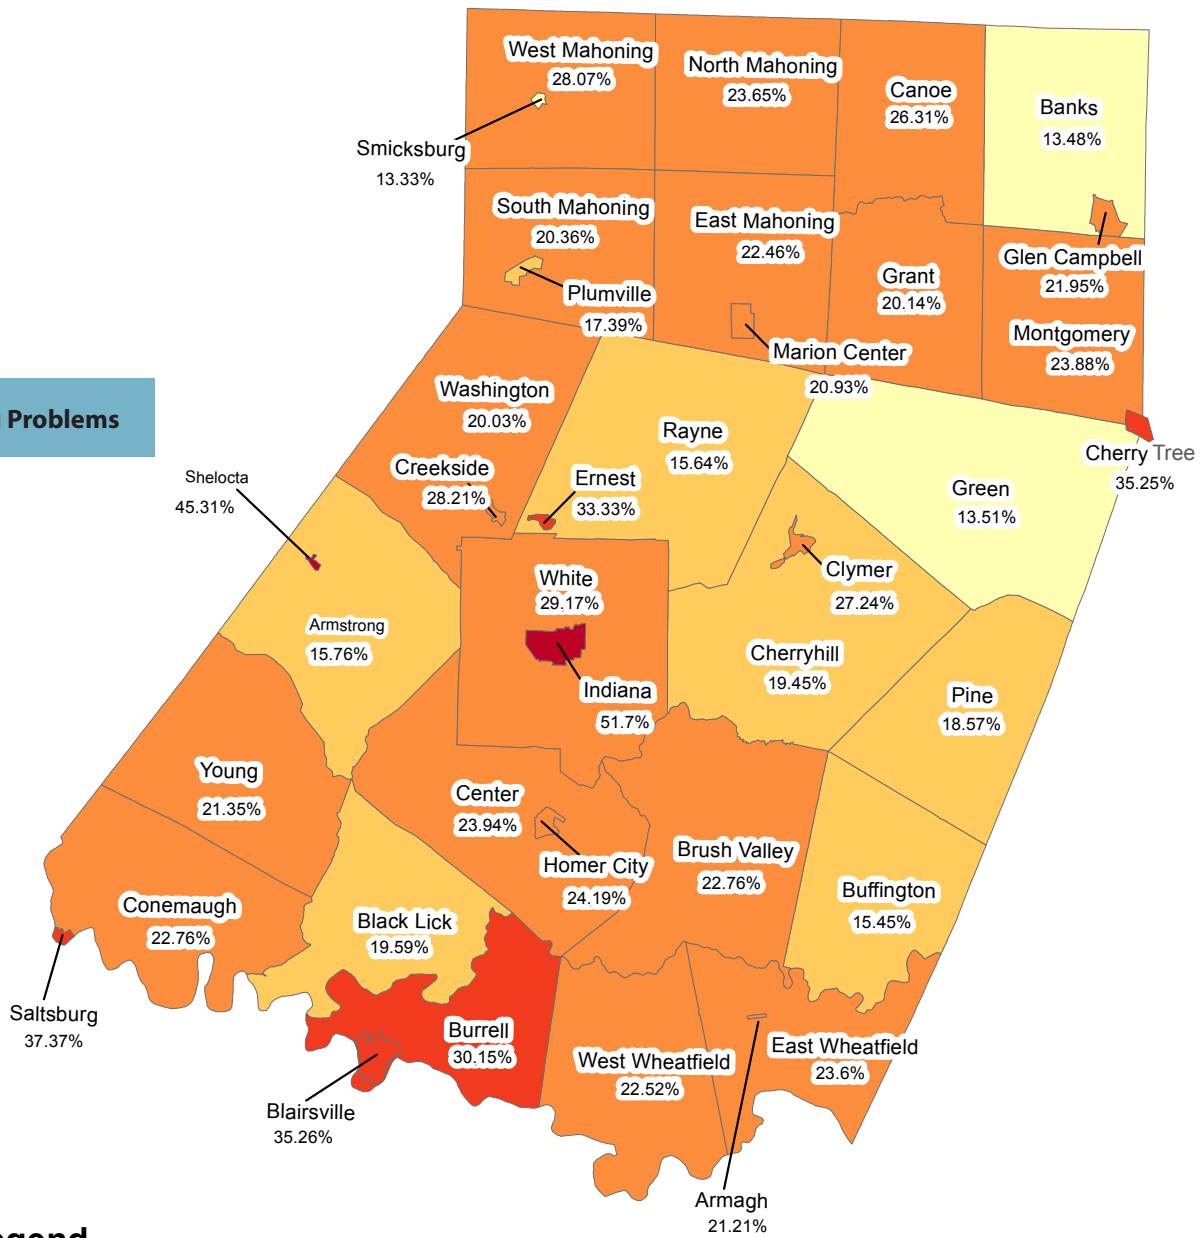 West Mahoning
28.07%
North Mahoning
23.65%
Canoe
26.31%
Banks
13.48%
Smicksburg
13.33%
South Mahoning
20.36%
East Mahoning
22.46%
Grant
20.14%
Glen Campbell
21.95%
Plumville
17.39%
Marion Center
20.93%
Montgomery
23.88%
Problems
Washington
20.03%
Rayne
15.64%
Cherry Tree
35.25%
Creekside
28.21%
Ernest
33.33%
Green
13.51%
Shelocta
45.31%
White
29.17%
Clymer
27.24%
Armstrong
15.76%
Cherryhill
19.45%
Indiana
51.7%
Pine
18.57%
Young
21.35%
Center
23.94%
Homer City
24.19%
Brush Valley
22.76%
Buffington
15.45%
Conemaugh
22.76%
Black Lick
19.59%
Saltsburg
37.37%
Burrell
30.15%
West Wheatfield
22.52%
East Wheatfield
23.6%
Blairsville
35.26%
Armagh
21.21%